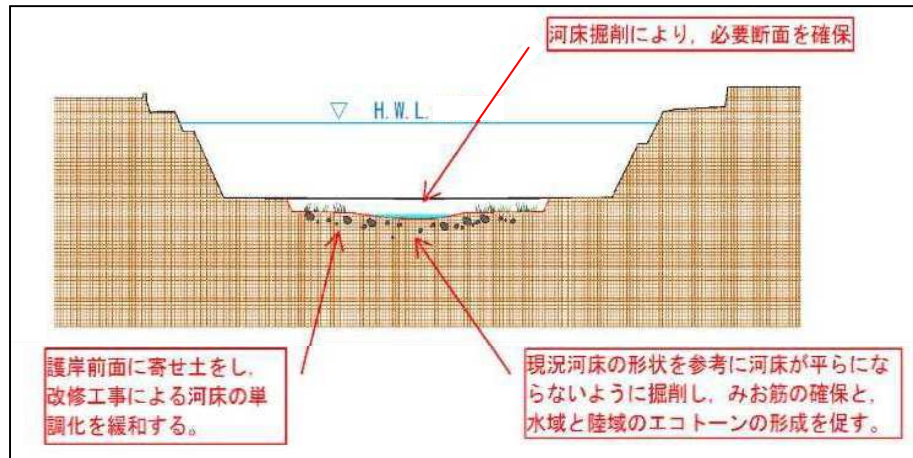 河床掘削により，必要断面を確保
▽ H.W.L.
護岸前面に寄せ土をし，
改修工事による河床の単
調化を緩和する。
現況河床の形状を参考に河床が平らにな
らないように掘削し，みお筋の確保と，
水域と陸域のエコトーンの形成を促す。